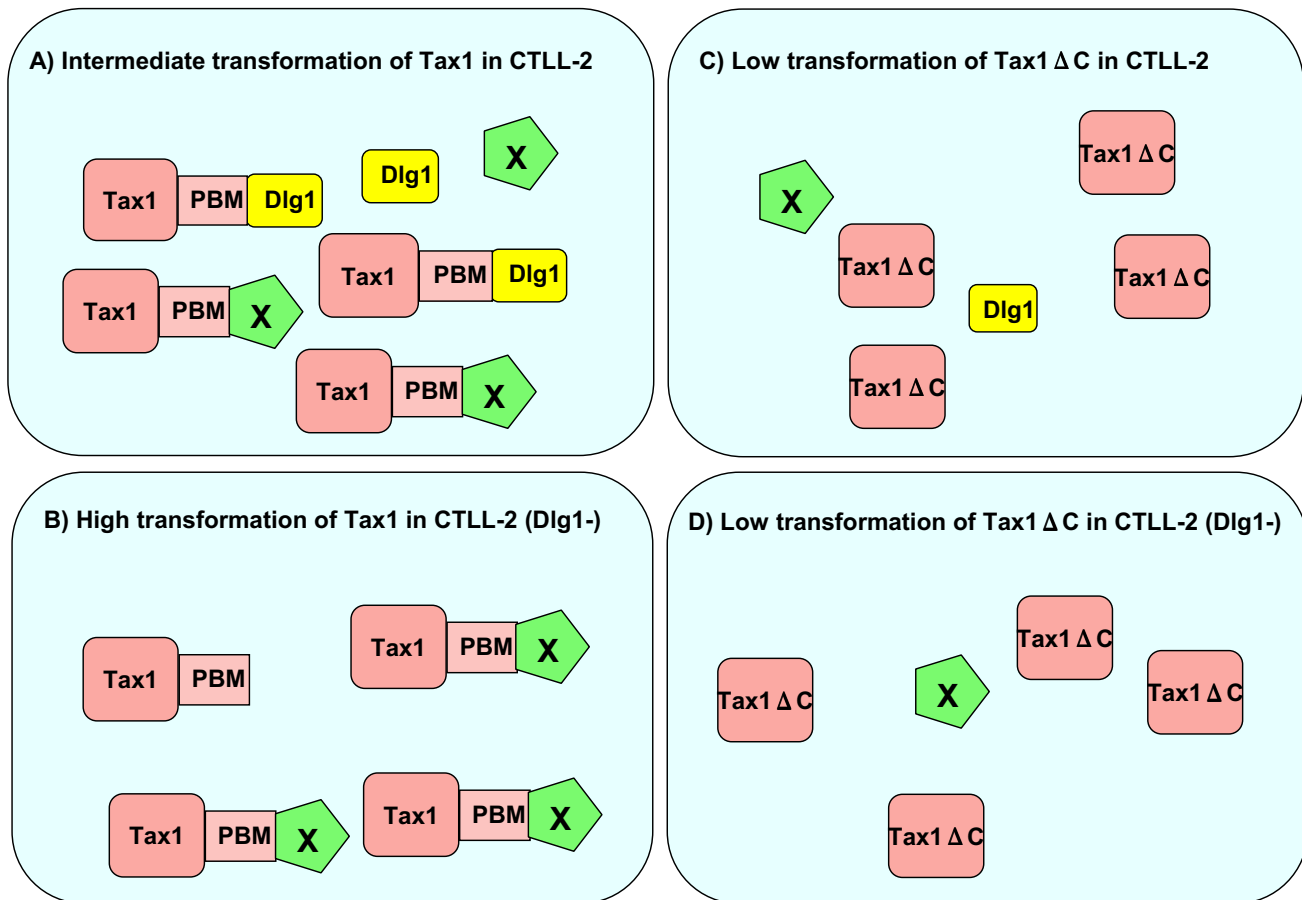 A) Intermediate transformation of Tax1 in CTLL-2
X
Dlg1
Tax1 PBM Dlg1
Tax1 PBM Dlg1
Tax1 PBM X
Tax1 PBM X
C) Low transformation of Tax1 Δ C in CTLL-2
Tax1 Δ C
X
Tax1 Δ C
Tax1 Δ C
Dlg1
Tax1 Δ C
B) High transformation of Tax1 in CTLL-2 (Dlg1-)
Tax1 PBM X
Tax1 PBM
Tax1 PBM X
Tax1 PBM X
D) Low transformation of Tax1 Δ C in CTLL-2 (Dlg1-)
Tax1 Δ C
Tax1 Δ C
X
Tax1 Δ C
Tax1 Δ C